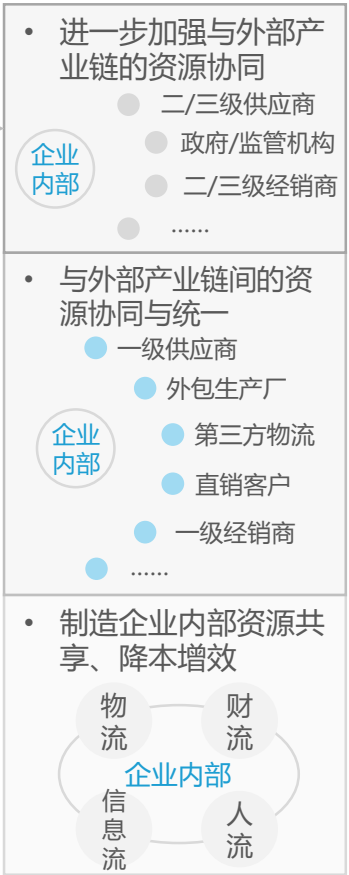 • 进一步加强与外部产
业链的资源协同
二/三级供应商
政府/监管机构
企业
内部
二/三级经销商
......
• 与外部产业链间的资
源协同与统一
一级供应商
外包生产厂
企业
内部
第三方物流
直销客户
一级经销商
......
• 制造企业内部资源共
享、降本增效
物
流
财
流
企业内部
信
息
流
人
流